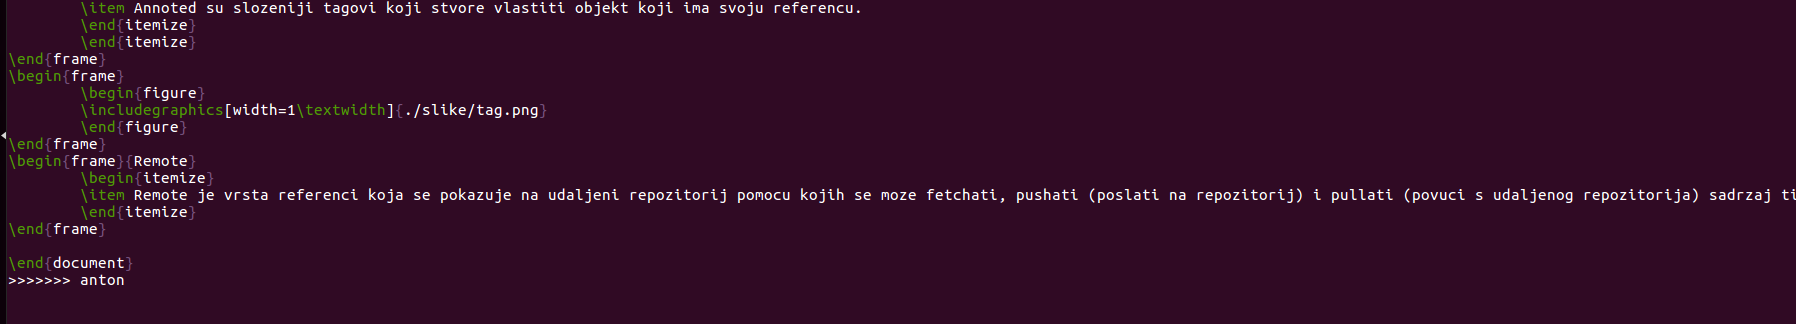 \item Annoted su slozeniji tagovi koji stvore vlastiti objekt koji ima svoju referencu.
\end{itemize}
\end{itemize}
\end{frame}
\begin{frame}
\begin{figure}
\includegraphics[width=1\textwidth]{./slike/tag.png}
\end{figure}
\end{frame}
\begin{frame}{Remote}
\begin{itemize}
\item Remote je vrsta referenci koja se pokazuje na udaljeni repozitorij pomocu kojih se moze fetchati, pushati (poslati na repozitorij) i pullati (povuci s udaljenog repozitorija) sadrzaj ti
\end{itemize}
\end{frame}
\end{document}
>>>>>>> anton